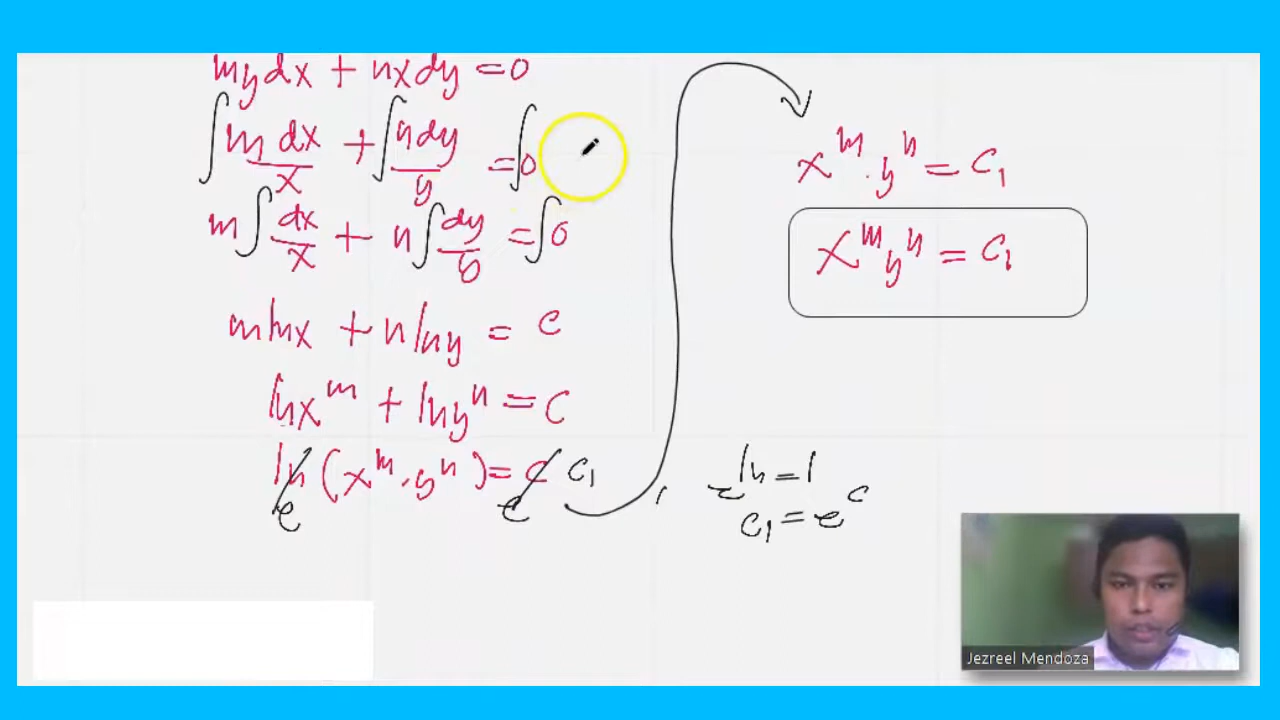 my dx + nx dy = 0
∫ m dx/x + ∫ n dy/y = ∫ 0
m ∫ dx/x + n ∫ dy/y = ∫ 0
m ln x + n ln y = c
ln x^m + ln y^n = C
ln (x^m · y^n) = c c₁
e e
x^m · y^n = C₁
x^m y^n = C₁
e^ln = 1
c₁ = e^c
Jezreel Mendoza